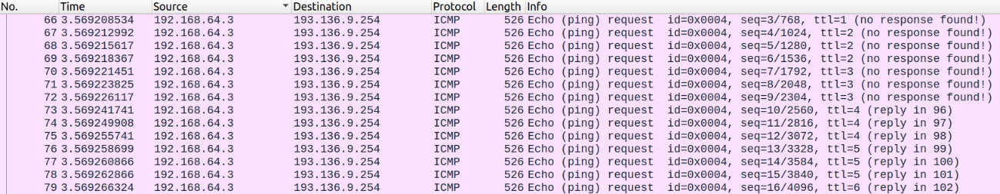 No. Time Source Destination Protocol Length Info
66 3.569208534 192.168.64.3 193.136.9.254 ICMP 526 Echo (ping) request id=0x0004, seq=3/768, ttl=1 (no response found!)
67 3.569212992 192.168.64.3 193.136.9.254 ICMP 526 Echo (ping) request id=0x0004, seq=4/1024, ttl=2 (no response found!)
68 3.569215617 192.168.64.3 193.136.9.254 ICMP 526 Echo (ping) request id=0x0004, seq=5/1280, ttl=2 (no response found!)
69 3.569218367 192.168.64.3 193.136.9.254 ICMP 526 Echo (ping) request id=0x0004, seq=6/1536, ttl=2 (no response found!)
70 3.569221451 192.168.64.3 193.136.9.254 ICMP 526 Echo (ping) request id=0x0004, seq=7/1792, ttl=3 (no response found!)
71 3.569223825 192.168.64.3 193.136.9.254 ICMP 526 Echo (ping) request id=0x0004, seq=8/2048, ttl=3 (no response found!)
72 3.569226117 192.168.64.3 193.136.9.254 ICMP 526 Echo (ping) request id=0x0004, seq=9/2304, ttl=3 (no response found!)
73 3.569241741 192.168.64.3 193.136.9.254 ICMP 526 Echo (ping) request id=0x0004, seq=10/2560, ttl=4 (reply in 96)
74 3.569249908 192.168.64.3 193.136.9.254 ICMP 526 Echo (ping) request id=0x0004, seq=11/2816, ttl=4 (reply in 97)
75 3.569255741 192.168.64.3 193.136.9.254 ICMP 526 Echo (ping) request id=0x0004, seq=12/3072, ttl=4 (reply in 98)
76 3.569258699 192.168.64.3 193.136.9.254 ICMP 526 Echo (ping) request id=0x0004, seq=13/3328, ttl=5 (reply in 99)
77 3.569260866 192.168.64.3 193.136.9.254 ICMP 526 Echo (ping) request id=0x0004, seq=14/3584, ttl=5 (reply in 100)
78 3.569262866 192.168.64.3 193.136.9.254 ICMP 526 Echo (ping) request id=0x0004, seq=15/3840, ttl=5 (reply in 101)
79 3.569266324 192.168.64.3 193.136.9.254 ICMP 526 Echo (ping) request id=0x0004, seq=16/4096, ttl=6 (reply in 102)